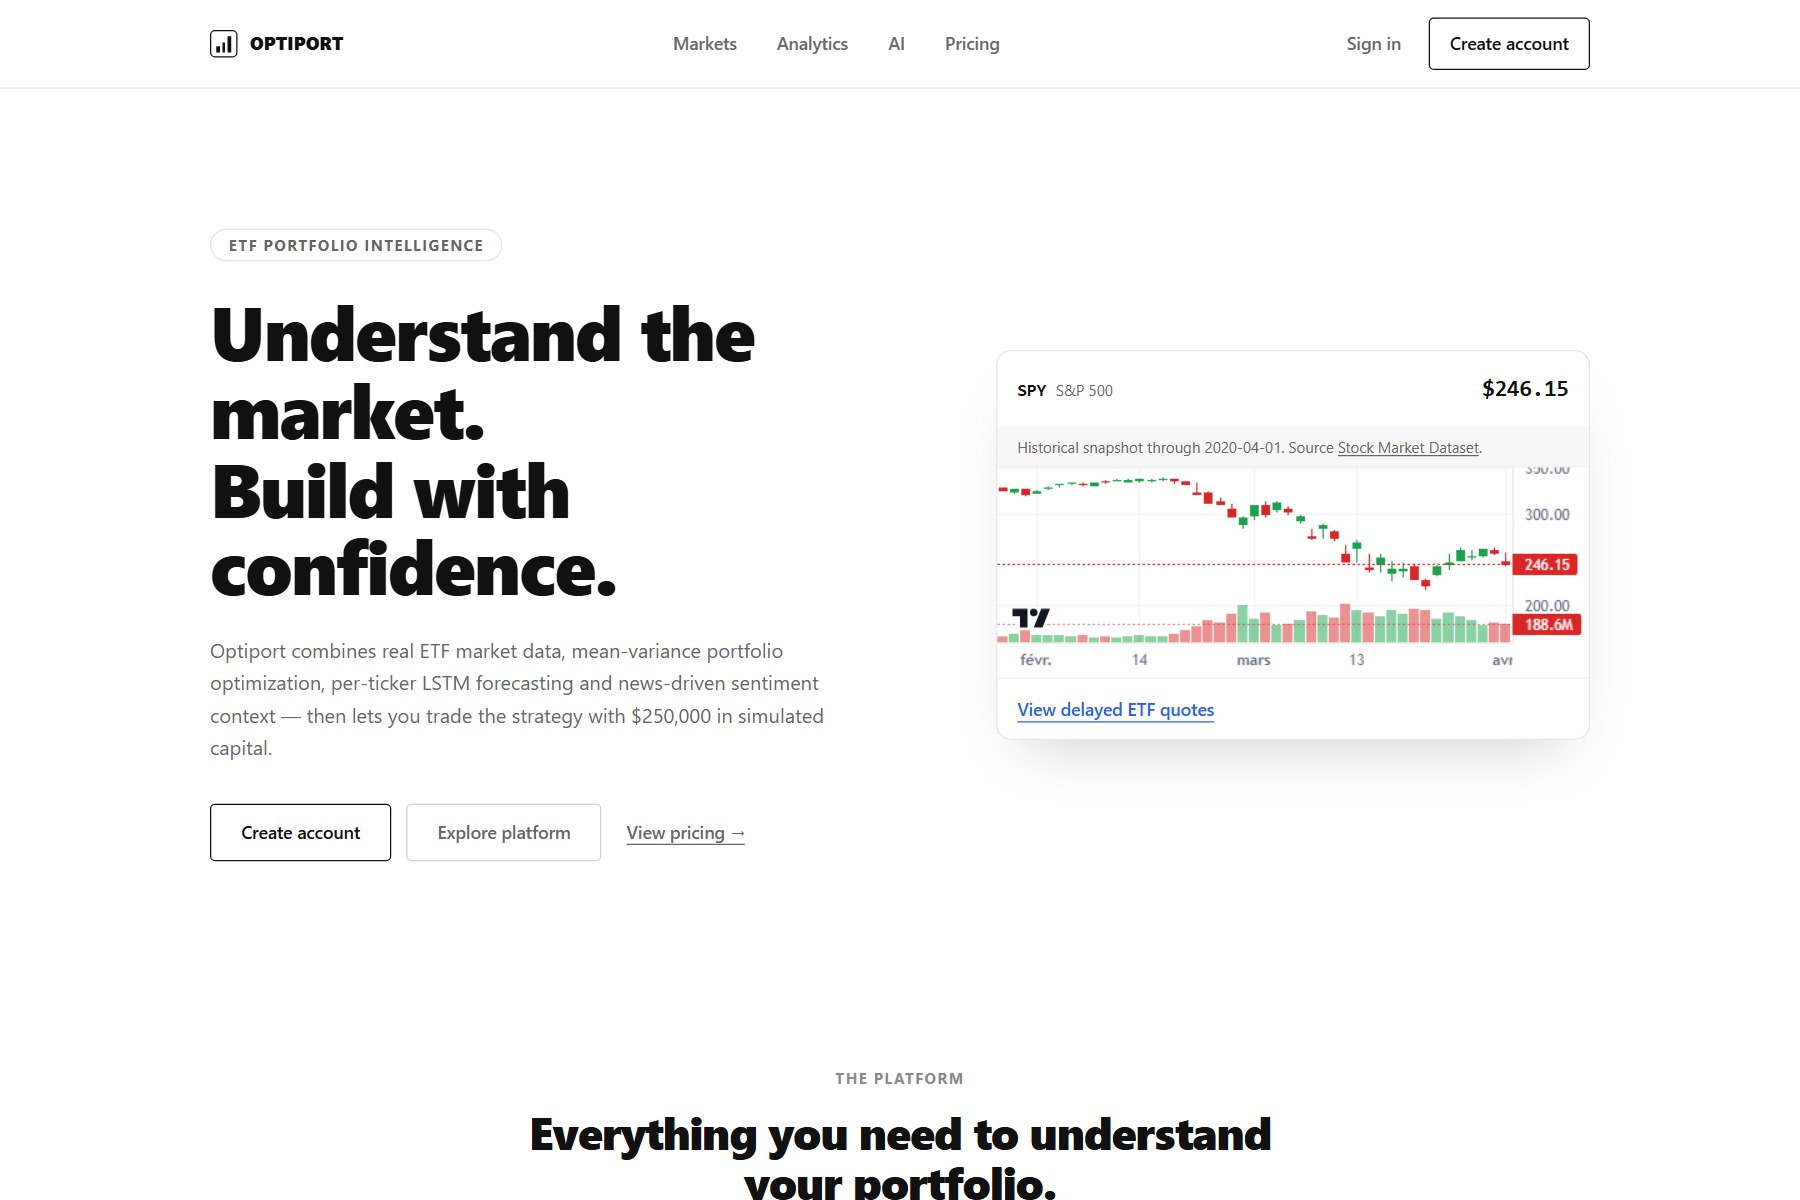 OPTIPORT
Markets
Analytics
AI
Pricing
Sign in
Create account
ETF PORTFOLIO INTELLIGENCE
Understand the
market.
Build with
confidence.
Optiport combines real ETF market data, mean-variance portfolio
optimization, per-ticker LSTM forecasting and news-driven sentiment
context — then lets you trade the strategy with $250,000 in simulated
capital.
Create account
Explore platform
View pricing →
SPY S&P 500
$246.15
Historical snapshot through 2020-04-01. Source Stock Market Dataset.
350.00
300.00
246.15
200.00
188.6M
févr.
14
mars
13
avr
View delayed ETF quotes
THE PLATFORM
Everything you need to understand
your portfolio.